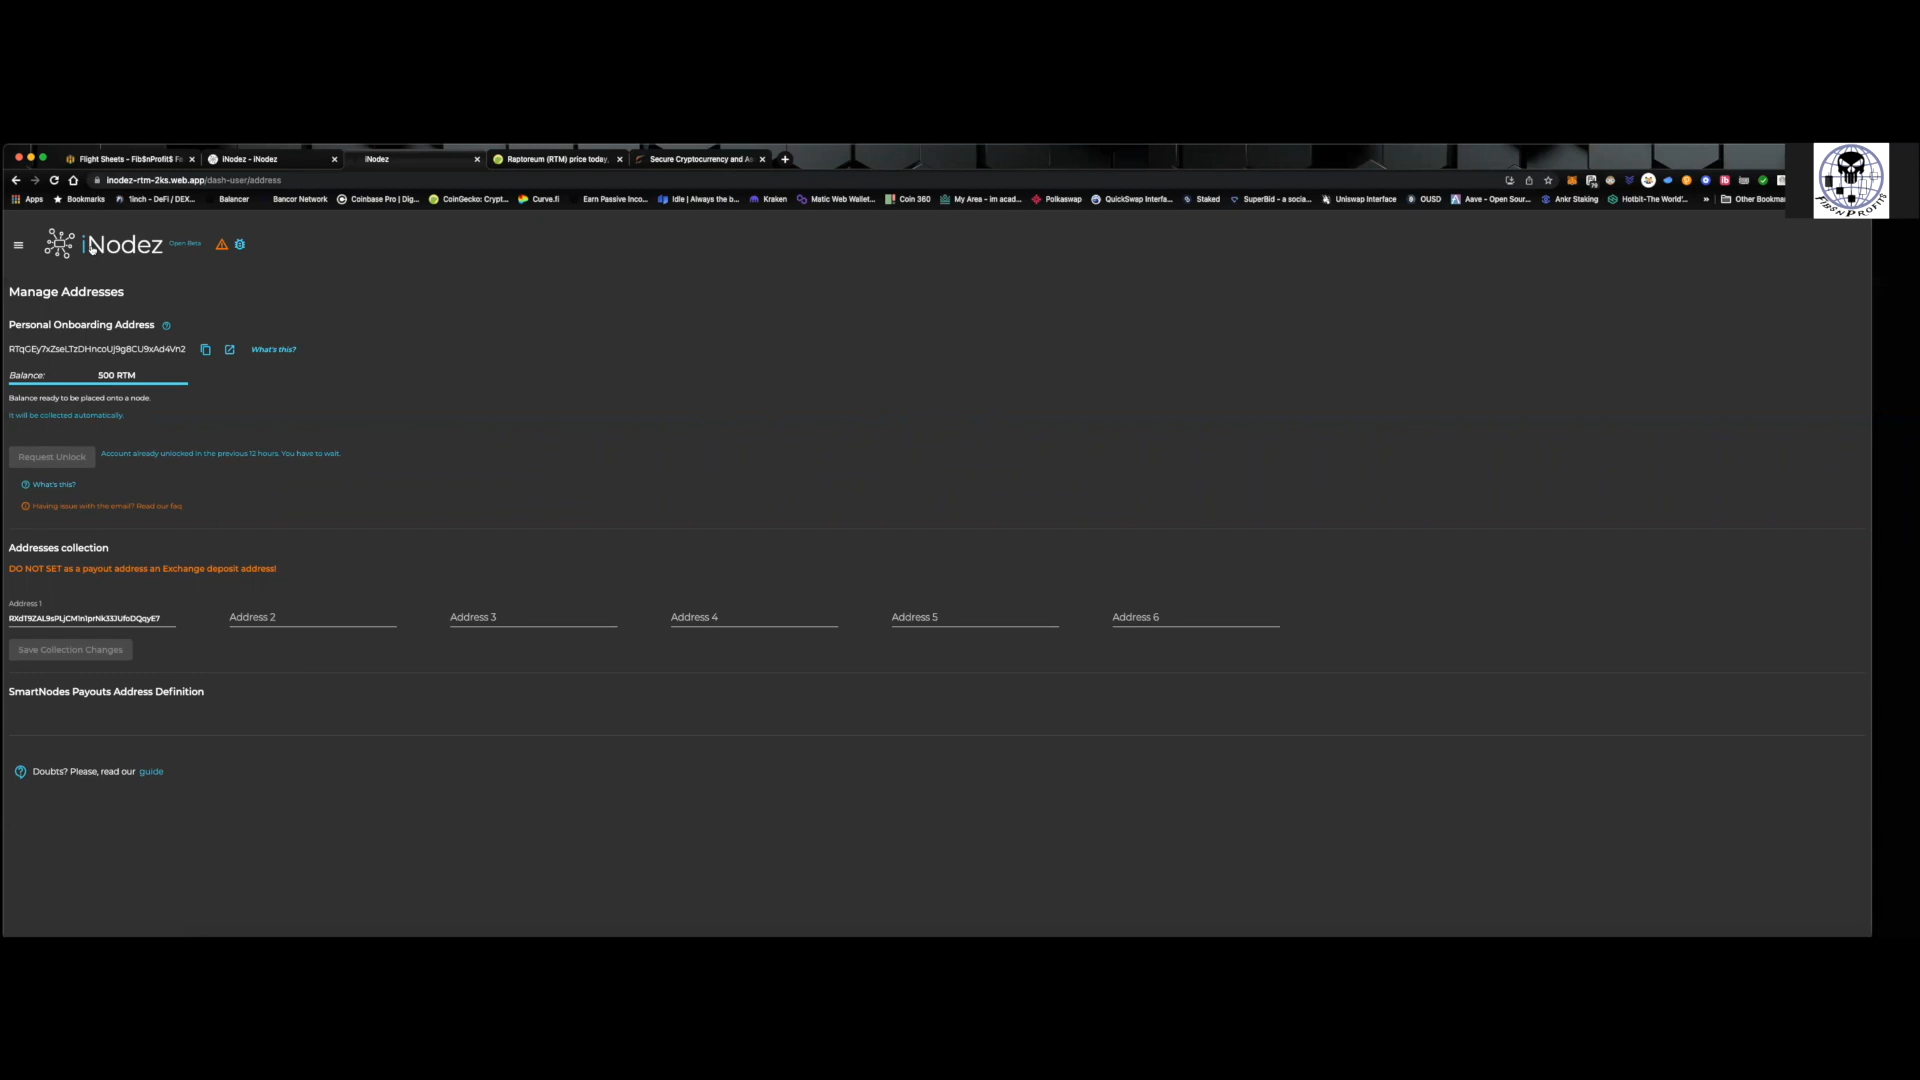 Flight Sheets - Fib$nProfit$ Fa
iNodez - iNodez
iNodez
Raptoreum (RTM) price today,
Secure Cryptocurrency and As
inodez-rtm-2ks.web.app/dash-user/address
Apps
Bookmarks
1inch - DeFi / DEX...
Balancer
Bancor Network
Coinbase Pro | Dig...
CoinGecko: Crypt...
Curve.fi
Earn Passive Inco...
Idle | Always the b...
Kraken
Matic Web Wallet...
Coin 360
My Area – im acad...
Polkaswap
QuickSwap Interfa...
Staked
SuperBid – a socia...
Uniswap Interface
OUSD
Aave - Open Sour...
Ankr Staking
Hotbit-The World'...
»
Other Bookmar
FIBSNPROFITS
iNodez
Open Beta
Manage Addresses
Personal Onboarding Address
RTqGEy7xZseLTzDHncoUj9g8CU9xAd4Vn2
What's this?
Balance: 500 RTM
Balance ready to be placed onto a node.
It will be collected automatically.
Request Unlock
Account already unlocked in the previous 12 hours. You have to wait.
What's this?
Having issue with the email? Read our faq
Addresses collection
DO NOT SET as a payout address an Exchange deposit address!
Address 1
RXdT9ZAL9sPLjCM1n1prNk33JUfoDQqyE7
Address 2
Address 3
Address 4
Address 5
Address 6
Save Collection Changes
SmartNodes Payouts Address Definition
Doubts? Please, read our guide